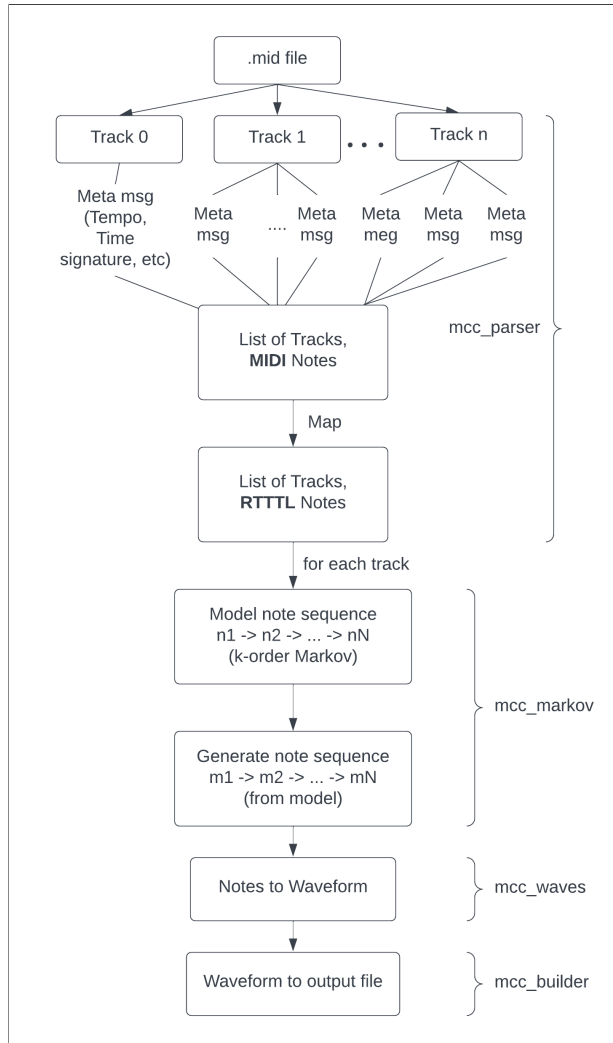 .mid file
Track 0
Track 1
• • •
Track n
Meta msg
(Tempo,
Time
signature, etc)
Meta
msg
....
Meta
msg
Meta
meg
Meta
msg
Meta
msg
mcc_parser
List of Tracks,
MIDI Notes
Map
List of Tracks,
RTTTL Notes
for each track
Model note sequence
n1 -> n2 -> ... -> nN
(k-order Markov)
mcc_markov
Generate note sequence
m1 -> m2 -> ... -> mN
(from model)
Notes to Waveform
mcc_waves
Waveform to output file
mcc_builder